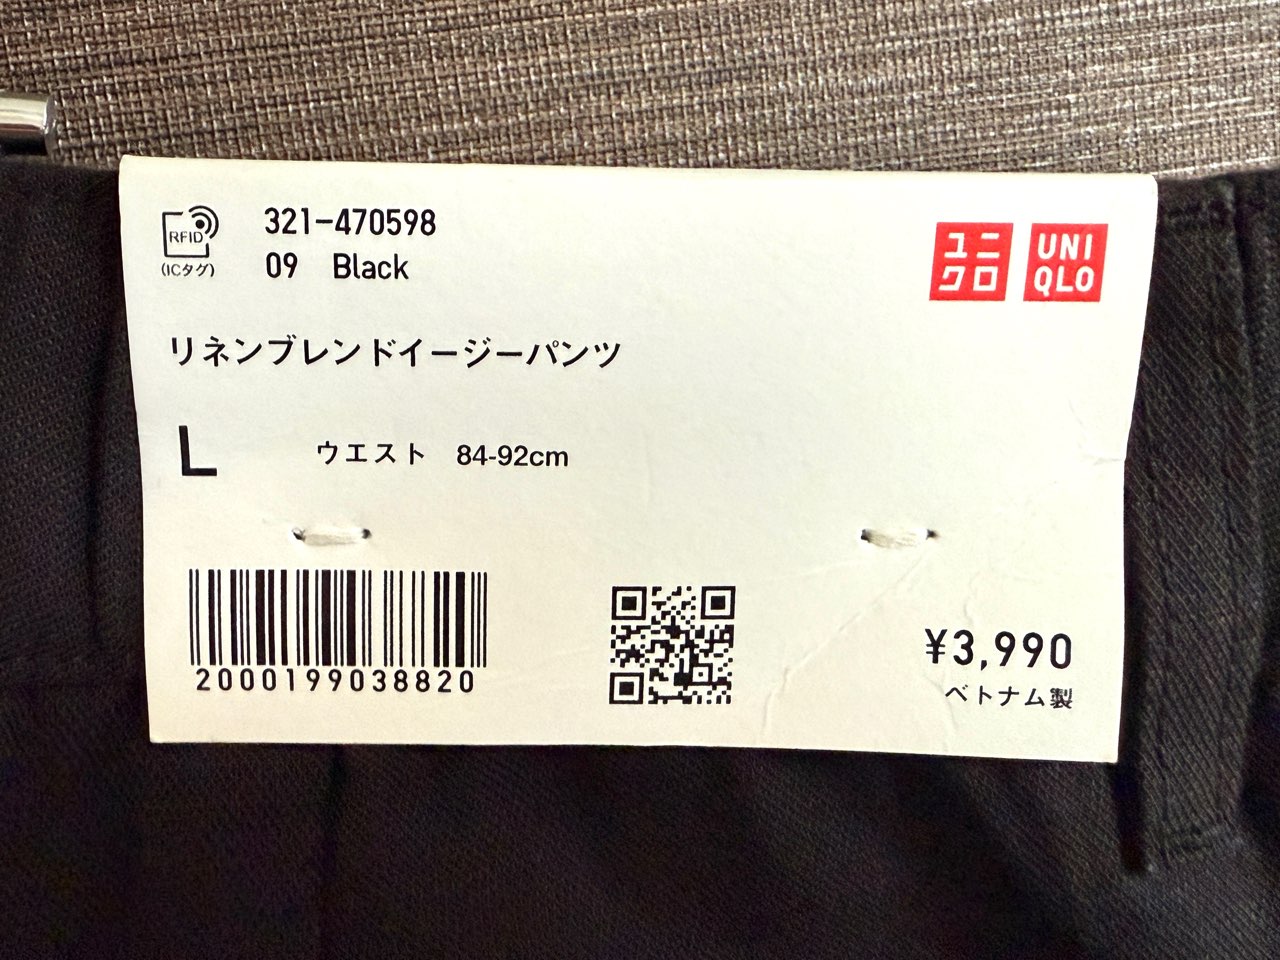 RFID
(ICタグ)
321-470598
09 Black
ユニ
クロ
UNI
QLO
リネンブレンドイージーパンツ
L ウエスト 84-92cm
2000199038820
¥3,990
ベトナム製